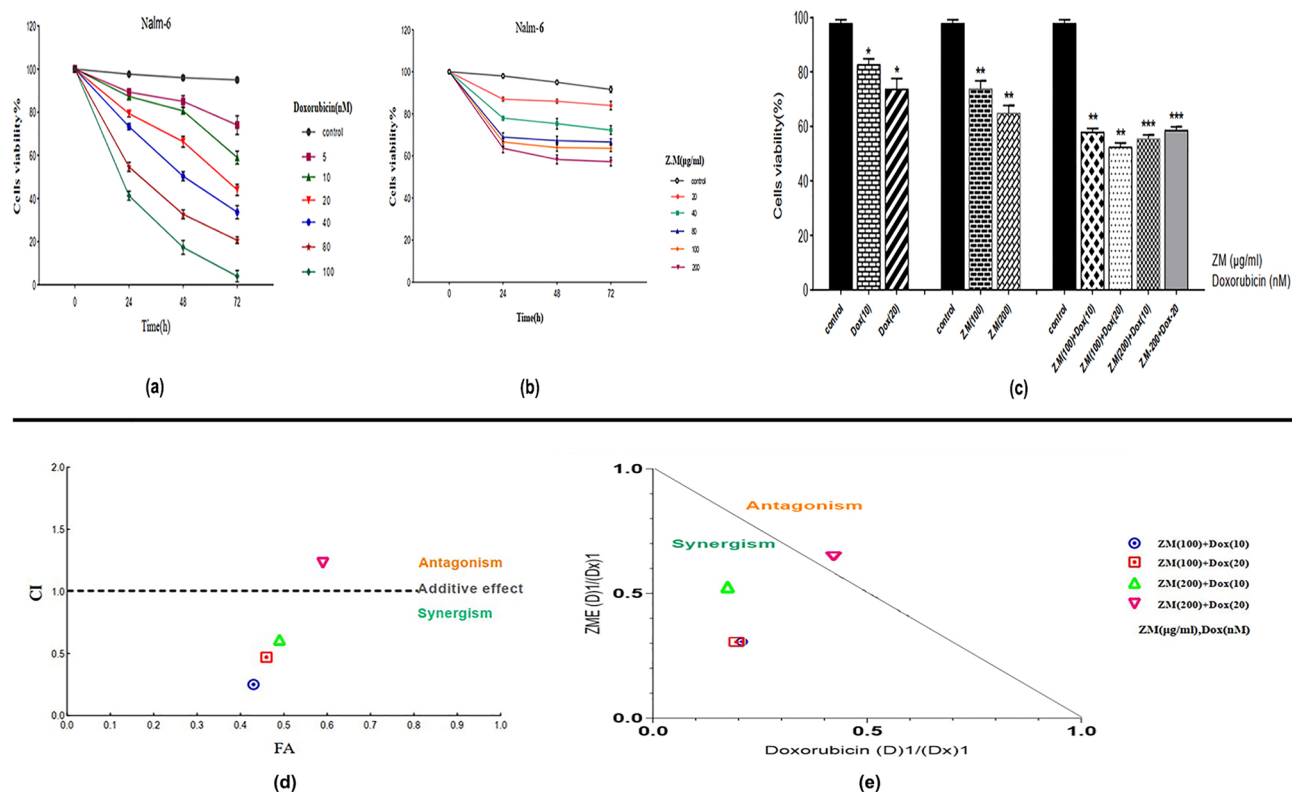 Nalm-6
Cells viability%
120
100
80
60
40
20
0
0 24 48 72
Time(h)
Doxorubicin(nM)
control
5
10
20
40
80
100
(a)
Nalm-6
Cells viability%
120
100
80
60
40
20
0
0 24 48 72
Time(h)
Z.M(µg/ml)
control
20
40
80
100
200
(b)
Cells viability(%)
100
80
60
40
20
0
* * ** ** ** ** *** ***
control Dox(10) Dox(20) control Z.M(100) Z.M(200) control Z.M(100)+Dox(10) Z.M(100)+Dox(20) Z.M(200)+Dox(10) Z.M-200+Dox-20
ZM (µg/ml)
Doxorubicin (nM)
(c)
CI
2.0
1.5
1.0
0.5
0.0
0.0 0.1 0.2 0.3 0.4 0.5 0.6 0.7 0.8 0.9 1.0
FA
Antagonism
Additive effect
Synergism
(d)
ZME (D)1/(Dx)1
1.0
0.5
0.0
0.0 0.5 1.0
Doxorubicin (D)1/(Dx)1
Antagonism
Synergism
ZM(100)+Dox(10)
ZM(100)+Dox(20)
ZM(200)+Dox(10)
ZM(200)+Dox(20)
ZM(µg/ml),Dox(nM)
(e)